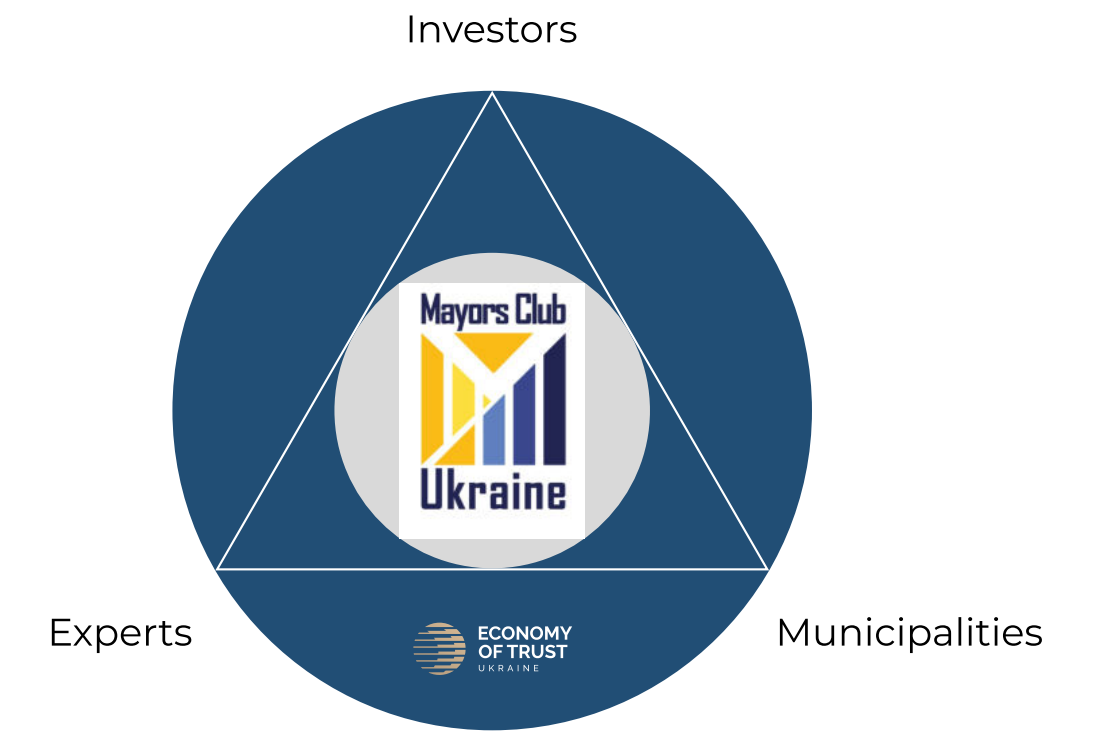 Investors
Mayors Club
Ukraine
Experts
Municipalities
ECONOMY
OF TRUST
UKRAINE